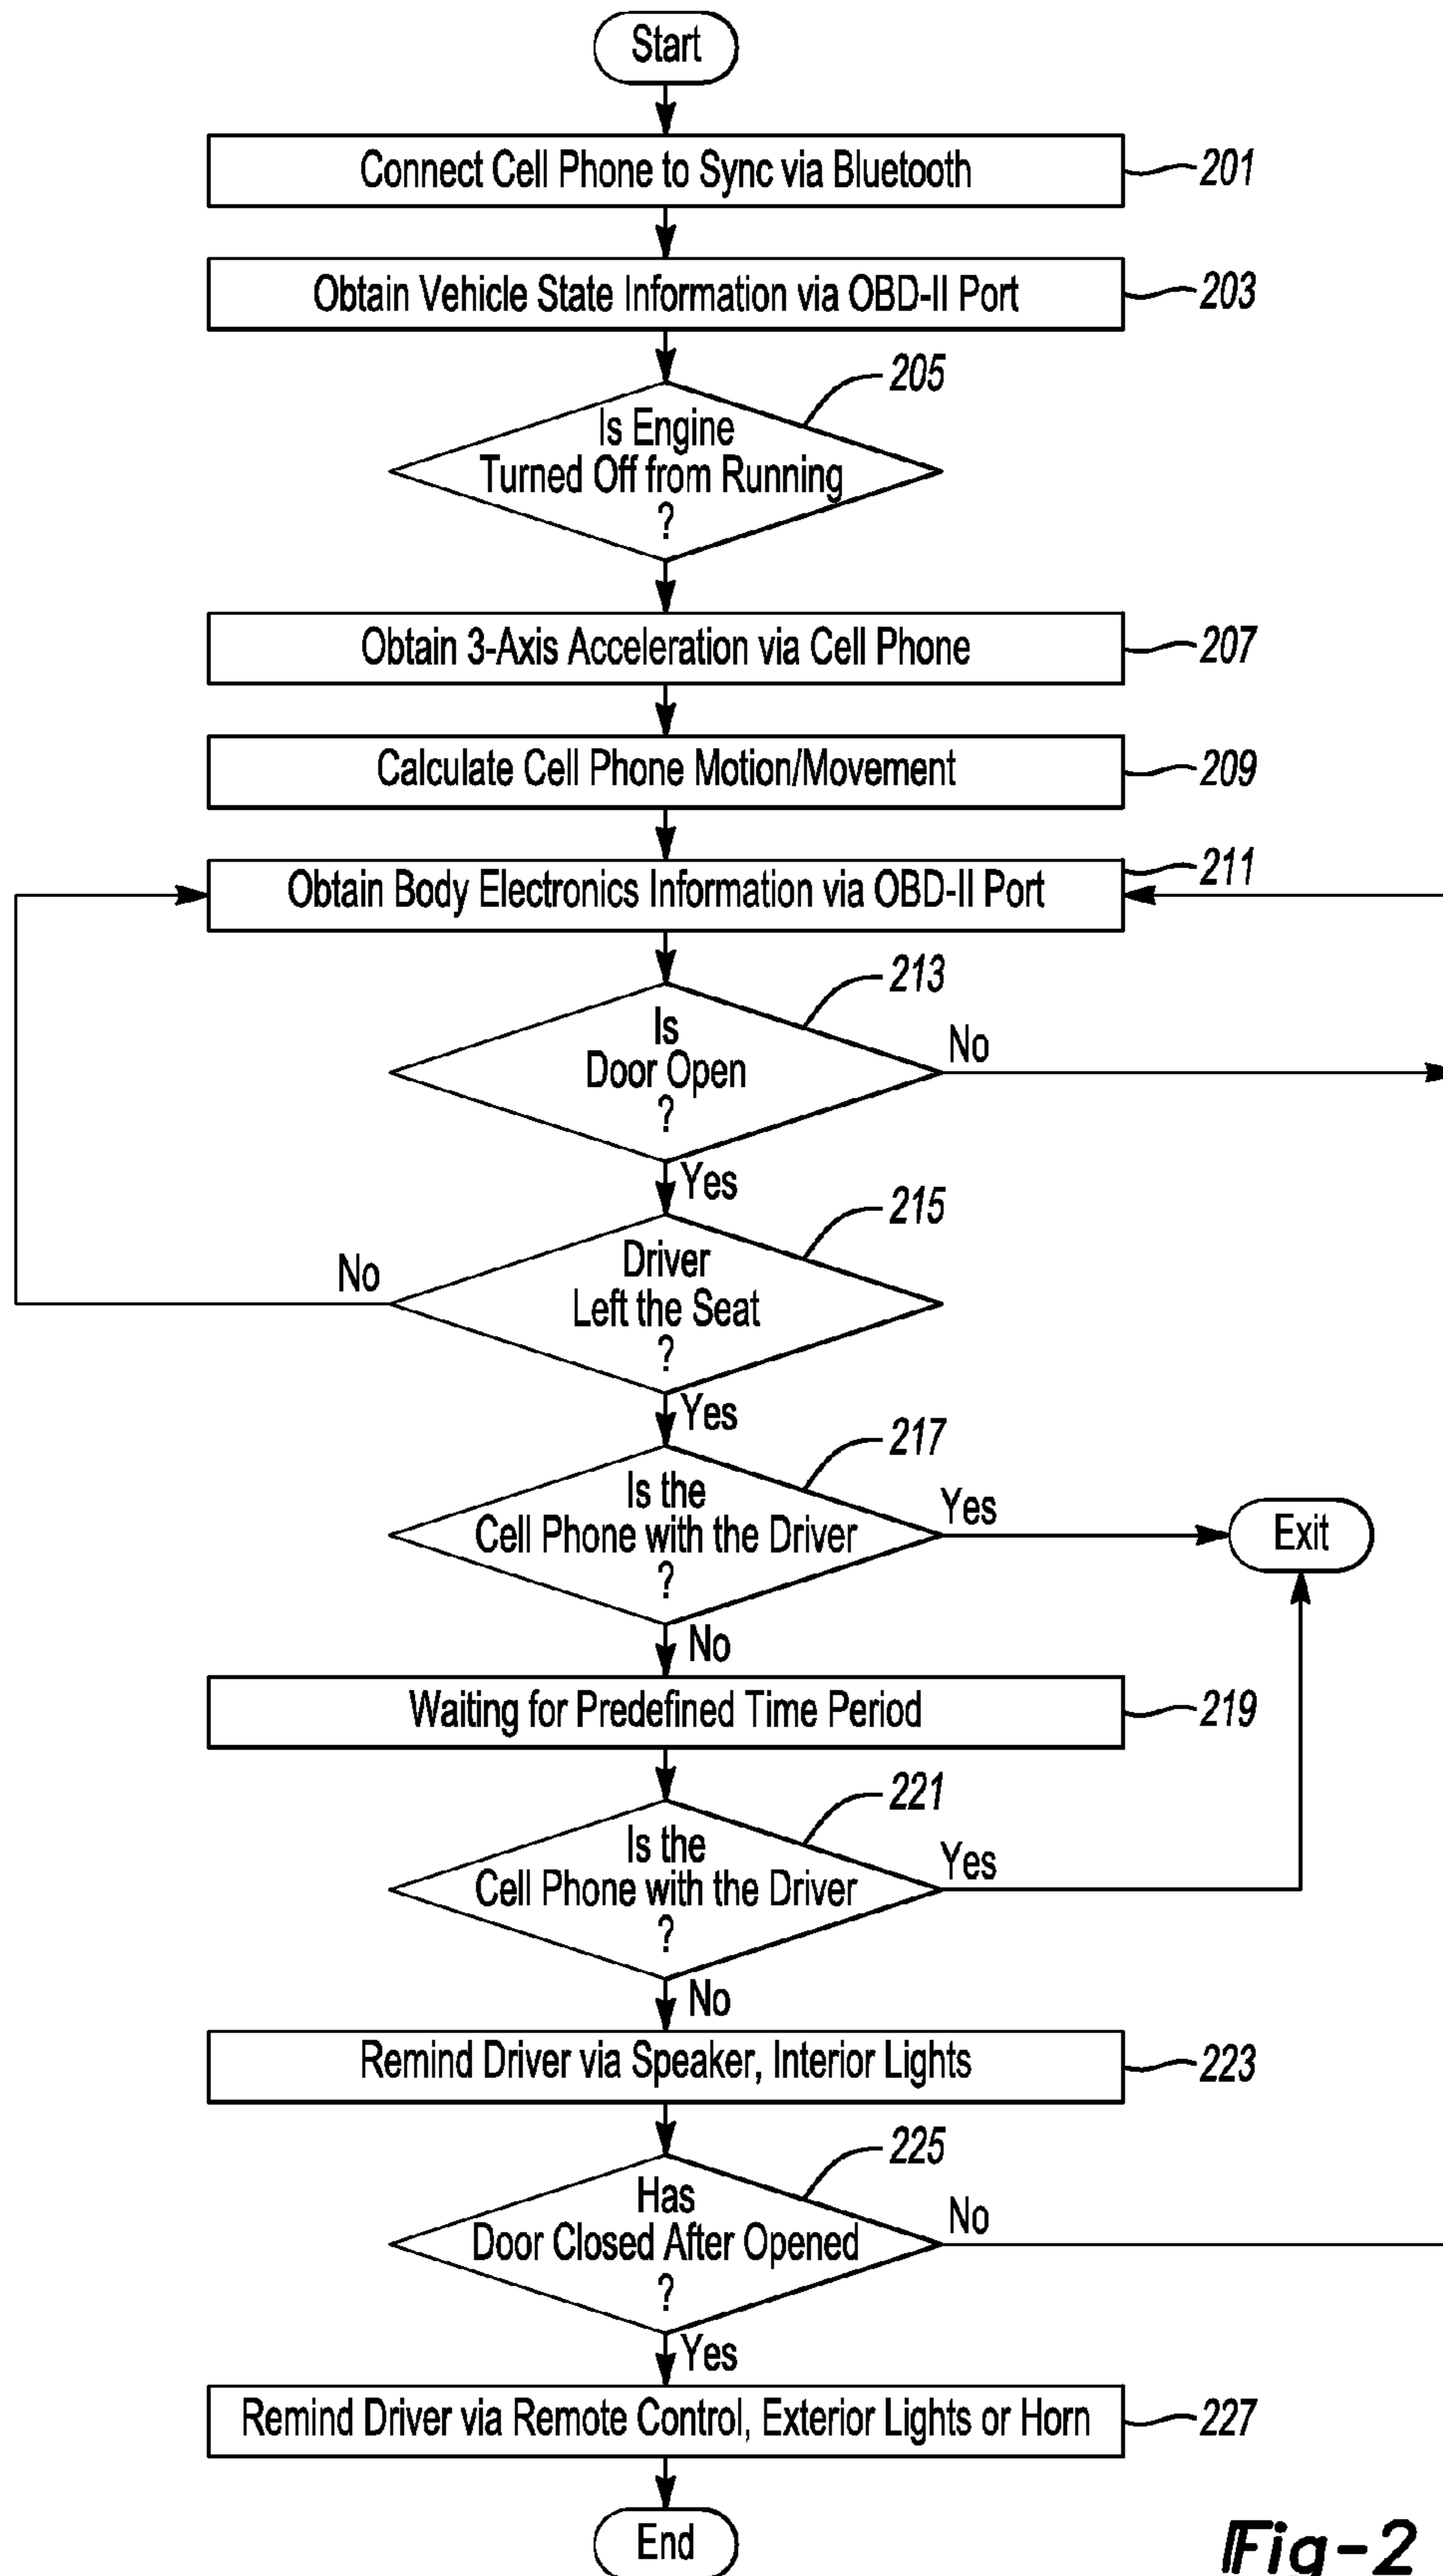 Start
Connect Cell Phone to Sync via Bluetooth
201
Obtain Vehicle State Information via OBD-II Port
203
205
Is Engine
Turned Off from Running
?
Obtain 3-Axis Acceleration via Cell Phone
207
Calculate Cell Phone Motion/Movement
209
Obtain Body Electronics Information via OBD-II Port
211
213
Is
Door Open
?
No
Yes
215
Driver
Left the Seat
?
No
Yes
217
Is the
Cell Phone with the Driver
?
Yes
Exit
No
Waiting for Predefined Time Period
219
221
Is the
Cell Phone with the Driver
?
Yes
No
Remind Driver via Speaker, Interior Lights
223
225
Has
Door Closed After Opened
?
No
Yes
Remind Driver via Remote Control, Exterior Lights or Horn
227
End
Fig-2